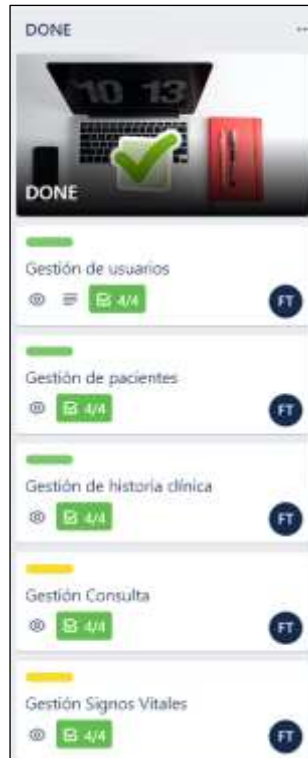 DONE
10 13
DONE
Gestión de usuarios
4/4
FT
Gestión de pacientes
4/4
FT
Gestión de historia clínica
4/4
FT
Gestión Consulta
4/4
FT
Gestión Signos Vitales
4/4
FT